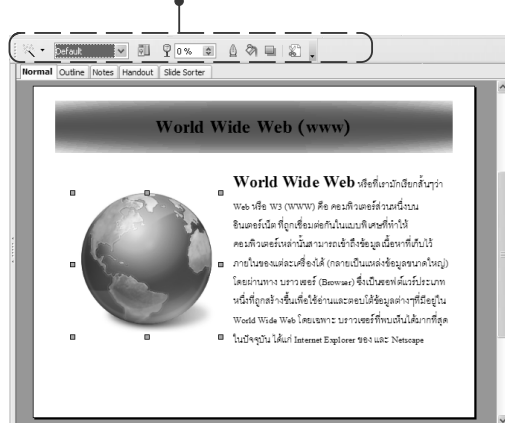 Default
0 %
Normal Outline Notes Handout Slide Sorter
World Wide Web (www)
World Wide Web หรือที่เรามักเรียกสั้นๆว่า
Web หรือ W3 (WWW) คือ คอมพิวเตอร์ส่วนหนึ่งบน
อินเตอร์เน็ต ที่ถูกเชื่อมต่อกันในแบบพิเศษที่ทำให้
คอมพิวเตอร์เหล่านั้นสามารถเข้าถึงข้อมูลเนื้อหาที่เก็บไว้
ภายในของแต่ละเครื่องได้ (กลายเป็นแหล่งข้อมูลขนาดใหญ่)
โดยผ่านทาง บราวเซอร์ (Browser) ซึ่งเป็นซอฟต์แวร์ประเภท
หนึ่งที่ถูกสร้างขึ้นเพื่อใช้อ่านและตอบโต้ข้อมูลต่างๆที่มีอยู่ใน
World Wide Web โดยเฉพาะ บราวเซอร์ที่พบเห็นได้มากที่สุด
ในปัจจุบัน ได้แก่ Internet Explorer ของ และ Netscape